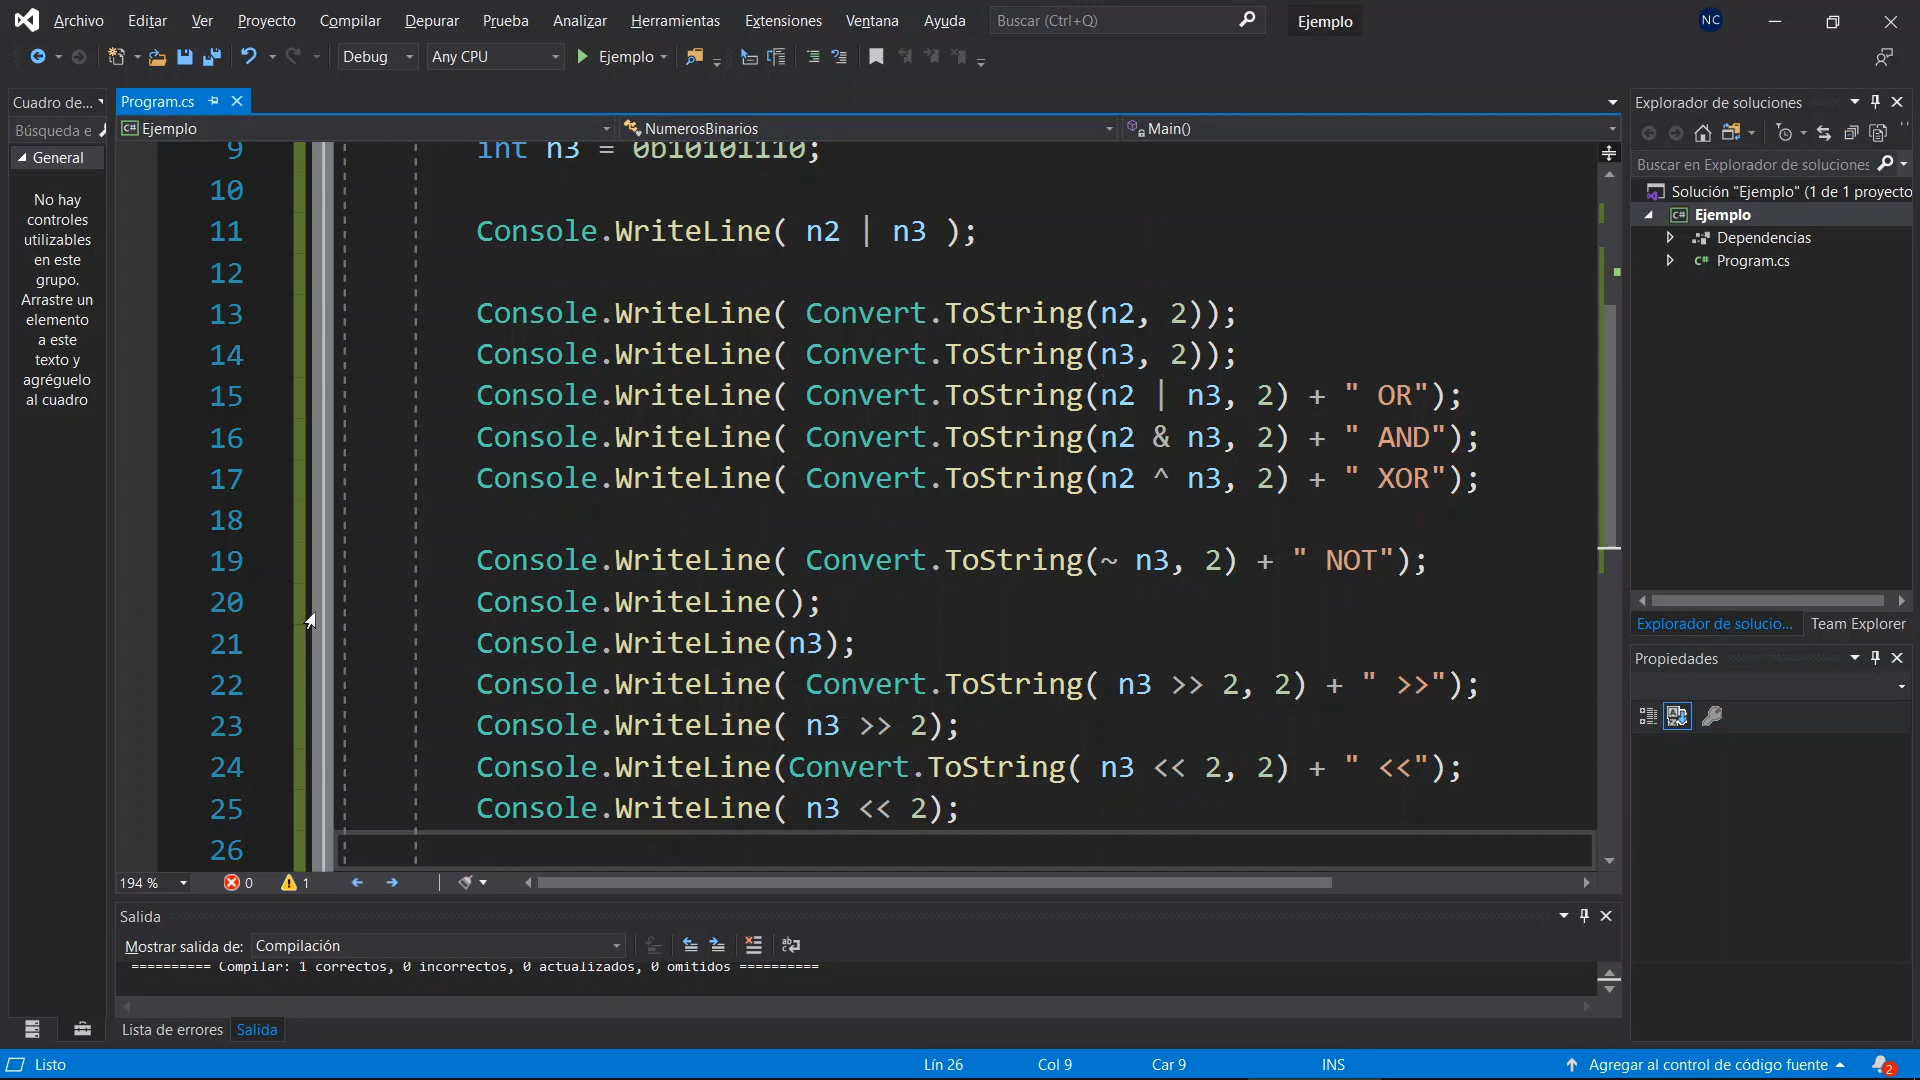 Archivo Editar Ver Proyecto Compilar Depurar Prueba Analizar Herramientas Extensiones Ventana Ayuda Buscar (Ctrl+Q) Ejemplo NC
Debug Any CPU Ejemplo
Cuadro de...
Búsqueda e
General
No hay
controles
utilizables
en este
grupo.
Arrastre un
elemento
a este
texto y
agréguelo
al cuadro
Program.cs
Ejemplo NumerosBinarios Main()
9 int n3 = 0b10101110;
10
11 Console.WriteLine( n2 | n3 );
12
13 Console.WriteLine( Convert.ToString(n2, 2));
14 Console.WriteLine( Convert.ToString(n3, 2));
15 Console.WriteLine( Convert.ToString(n2 | n3, 2) + " OR");
16 Console.WriteLine( Convert.ToString(n2 & n3, 2) + " AND");
17 Console.WriteLine( Convert.ToString(n2 ^ n3, 2) + " XOR");
18
19 Console.WriteLine( Convert.ToString(~ n3, 2) + " NOT");
20 Console.WriteLine();
21 Console.WriteLine(n3);
22 Console.WriteLine( Convert.ToString( n3 >> 2, 2) + " >>");
23 Console.WriteLine( n3 >> 2);
24 Console.WriteLine(Convert.ToString( n3 << 2, 2) + " <<");
25 Console.WriteLine( n3 << 2);
26
194 % 0 1
Salida
Mostrar salida de: Compilación
========== Compilar: 1 correctos, 0 incorrectos, 0 actualizados, 0 omitidos ==========
Lista de errores Salida
Explorador de soluciones
Buscar en Explorador de soluciones
Solución "Ejemplo" (1 de 1 proyecto
C# Ejemplo
Dependencias
C# Program.cs
Explorador de solucio... Team Explorer
Propiedades
Listo Lín 26 Col 9 Car 9 INS Agregar al control de código fuente 2